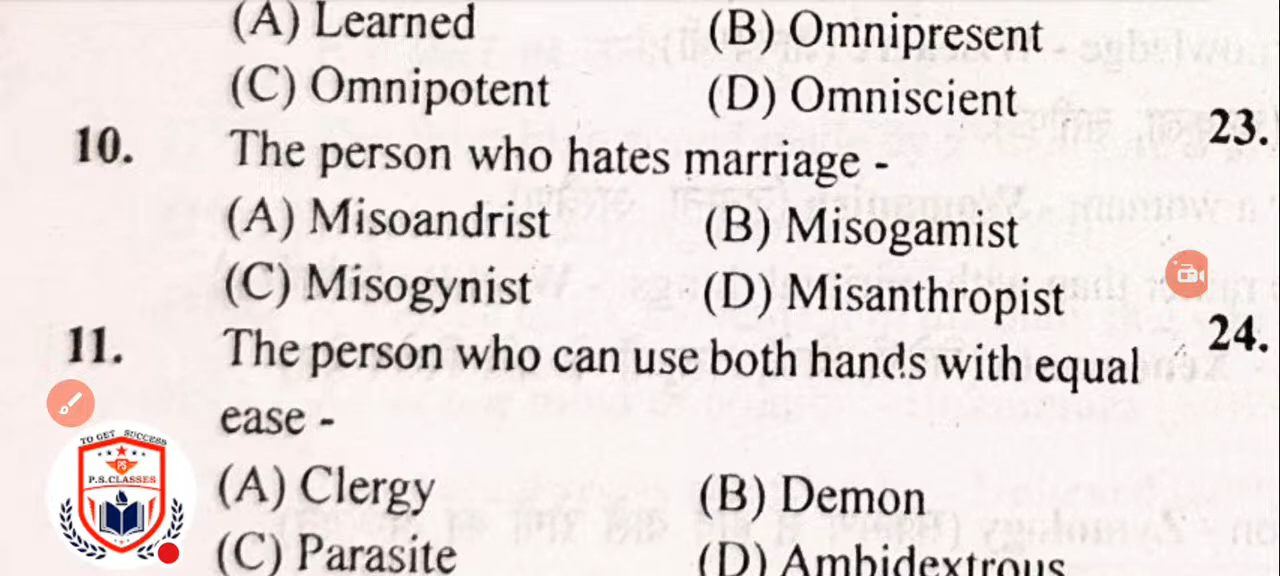 (A) Learned (B) Omnipresent
(C) Omnipotent (D) Omniscient
23.
10. The person who hates marriage -
(A) Misoandrist (B) Misogamist
(C) Misogynist (D) Misanthropist
24.
11. The person who can use both hands with equal
ease -
(A) Clergy (B) Demon
(C) Parasite (D) Ambidextrous
TO GET SUCCESS
PS
P.S.CLASSES